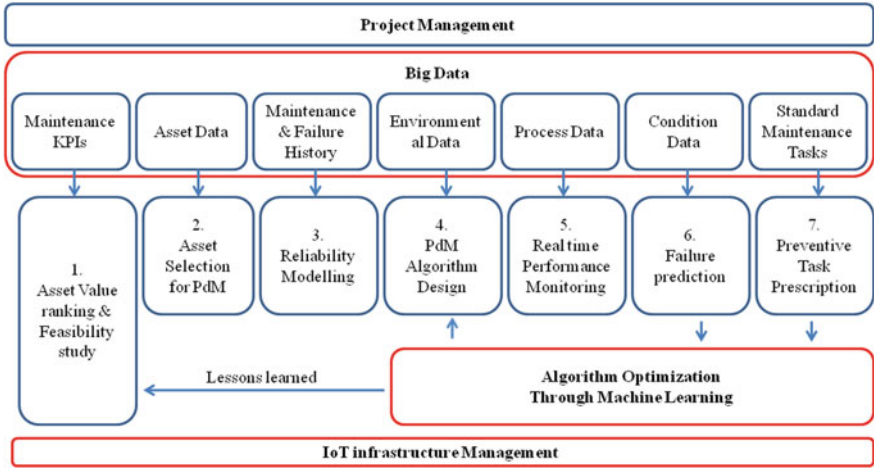 Project Management
Big Data
Maintenance
KPIs
Asset Data
Maintenance
& Failure
History
Environment
al Data
Process Data
Condition
Data
Standard
Maintenance
Tasks
1.
Asset Value
ranking &
Feasibility
study
2.
Asset
Selection
for PdM
3.
Reliability
Modelling
4.
PdM
Algorithm
Design
5.
Real time
Performance
Monitoring
6.
Failure
prediction
7.
Preventive
Task
Prescription
Lessons learned
Algorithm Optimization
Through Machine Learning
IoT infrastructure Management